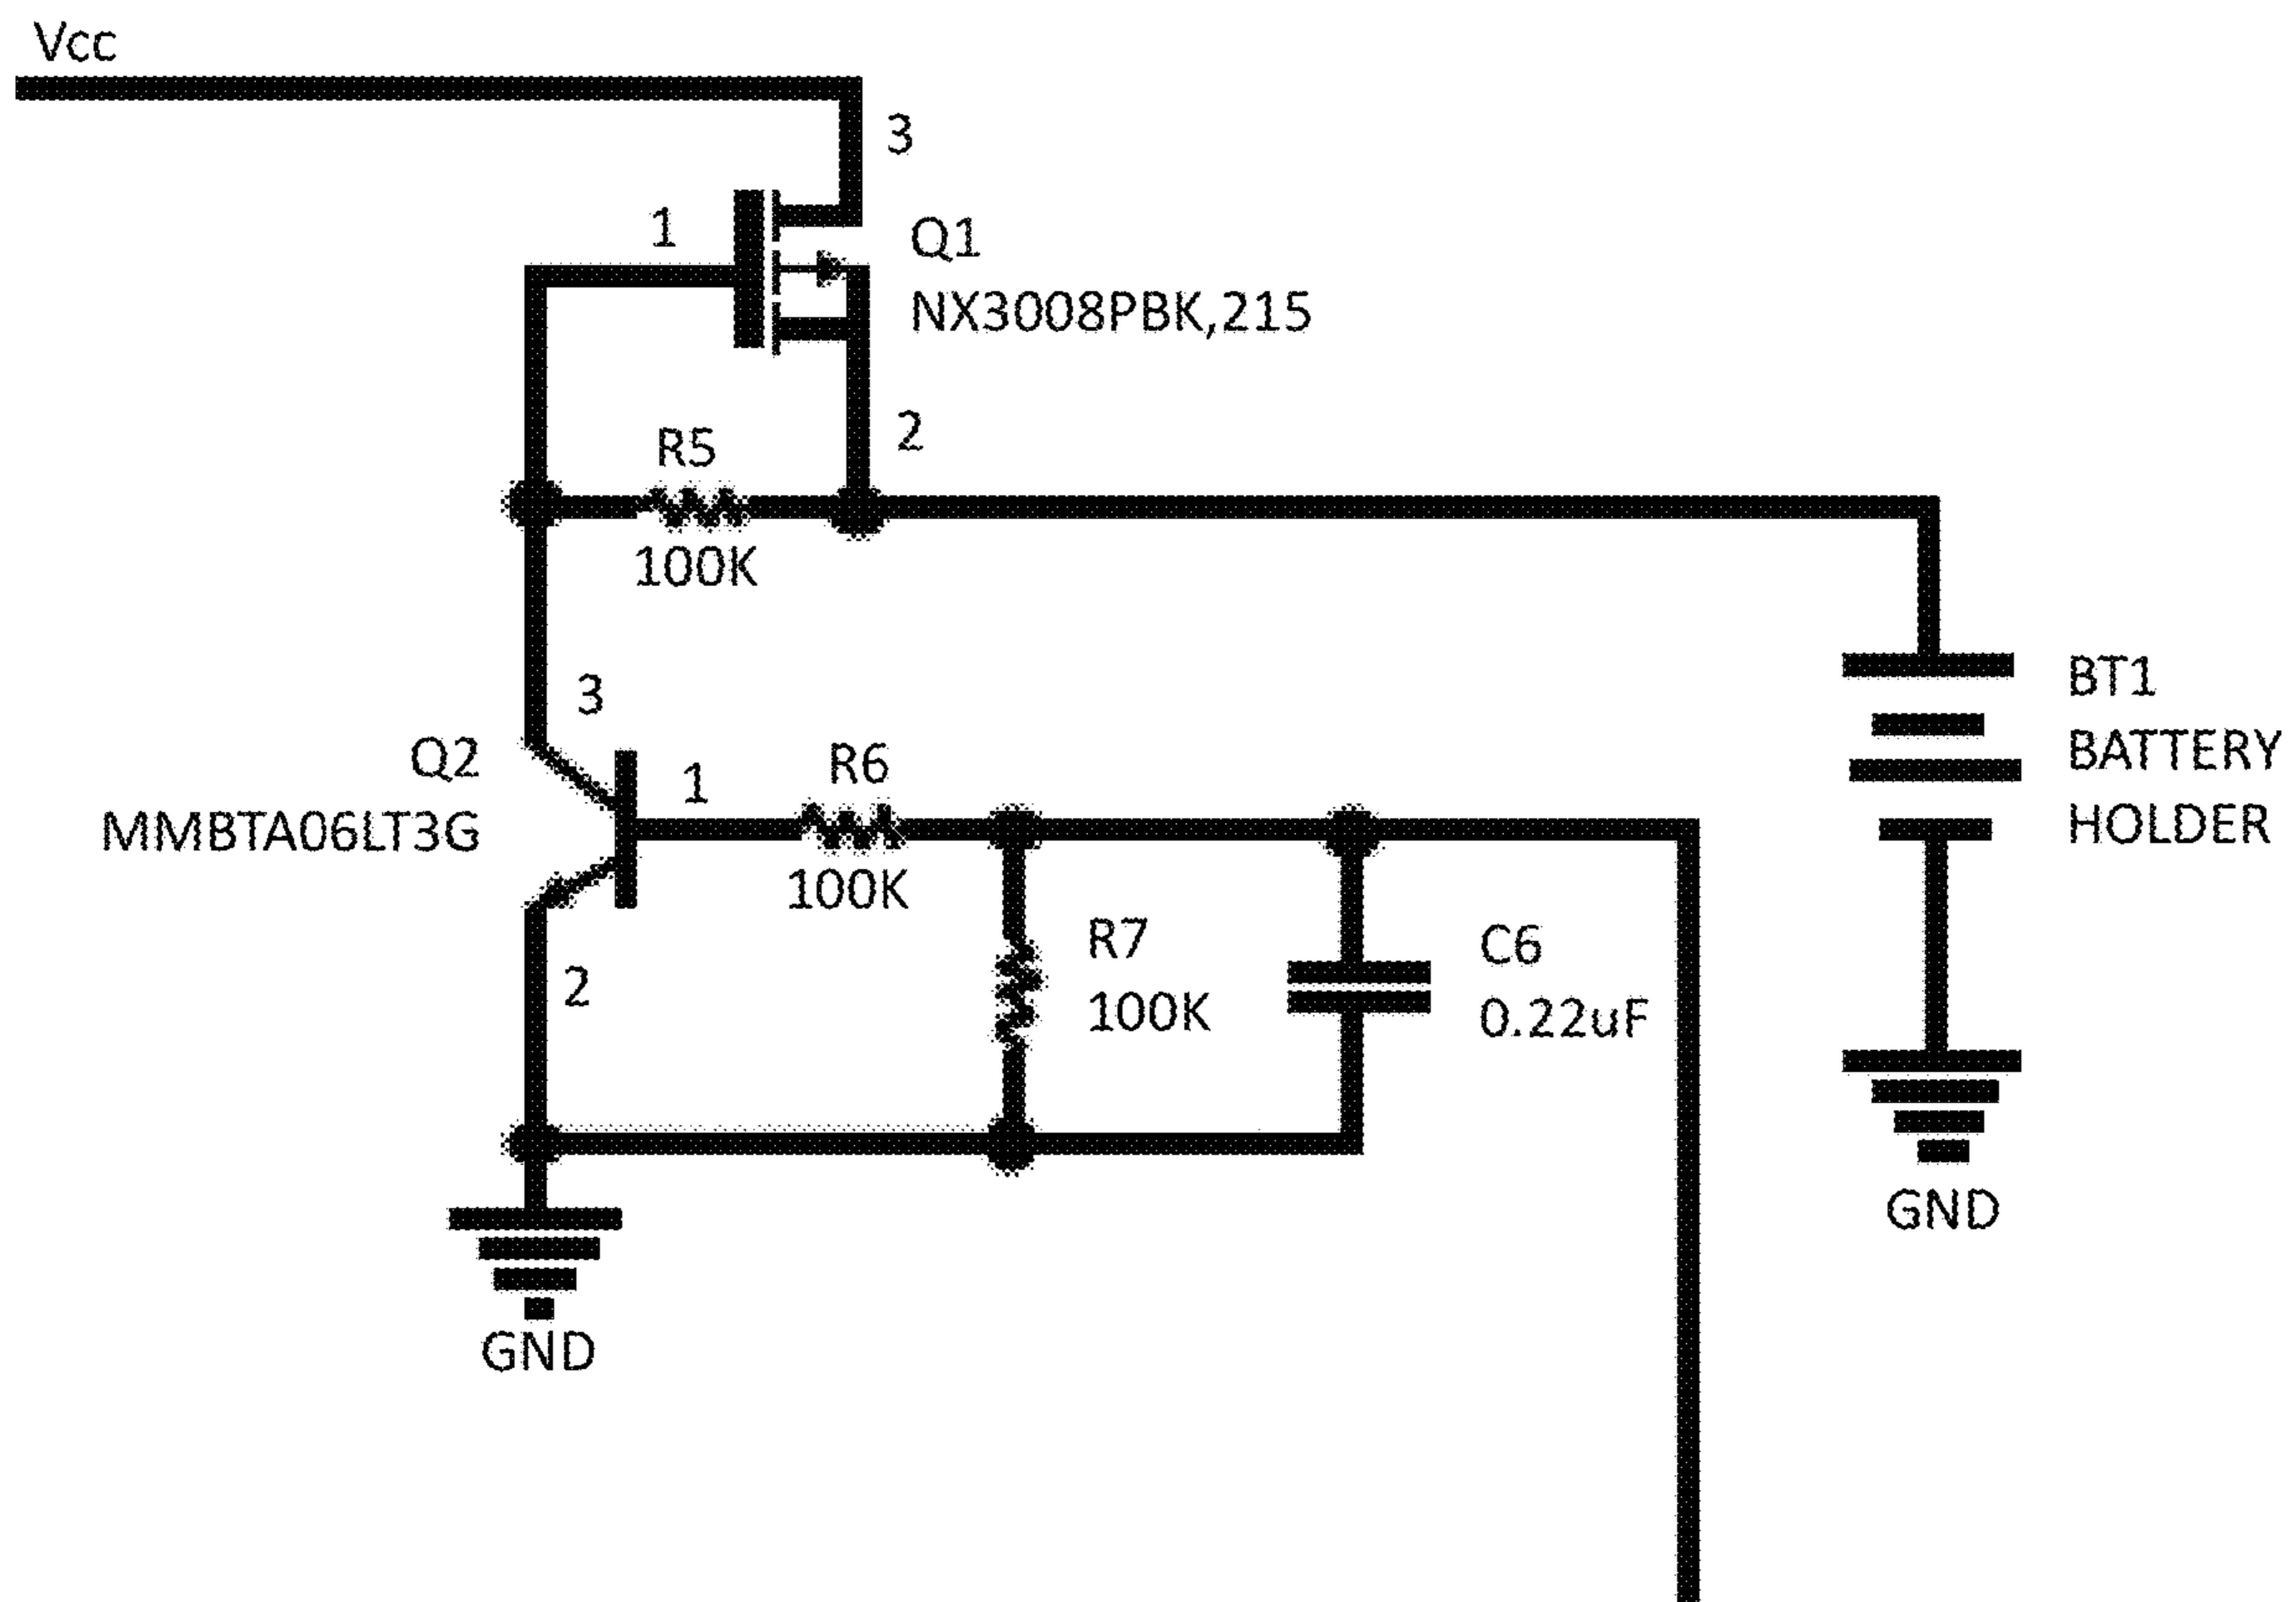 Vcc
3
1
Q1
NX3008PBK,215
2
R5
100K
3
Q2
MMBTA06LT3G
1
R6
100K
BT1
BATTERY
HOLDER
R7
100K
C6
0.22uF
2
GND
GND